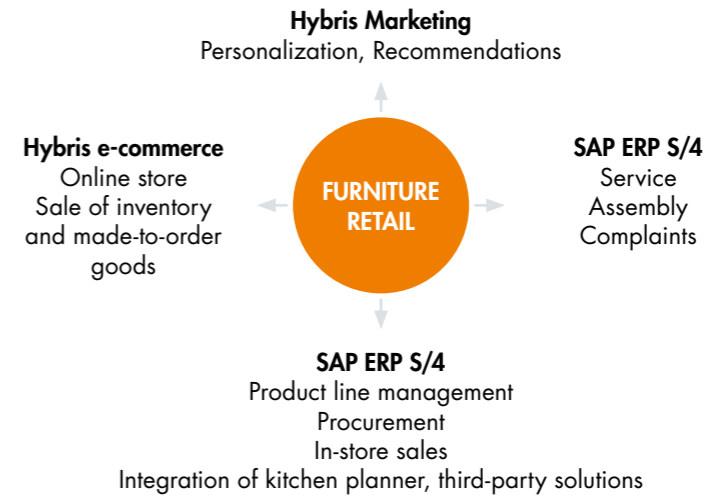 Hybris Marketing
Personalization, Recommendations
Hybris e-commerce
Online store
Sale of inventory
and made-to-order
goods
FURNITURE
RETAIL
SAP ERP S/4
Service
Assembly
Complaints
SAP ERP S/4
Product line management
Procurement
In-store sales
Integration of kitchen planner, third-party solutions